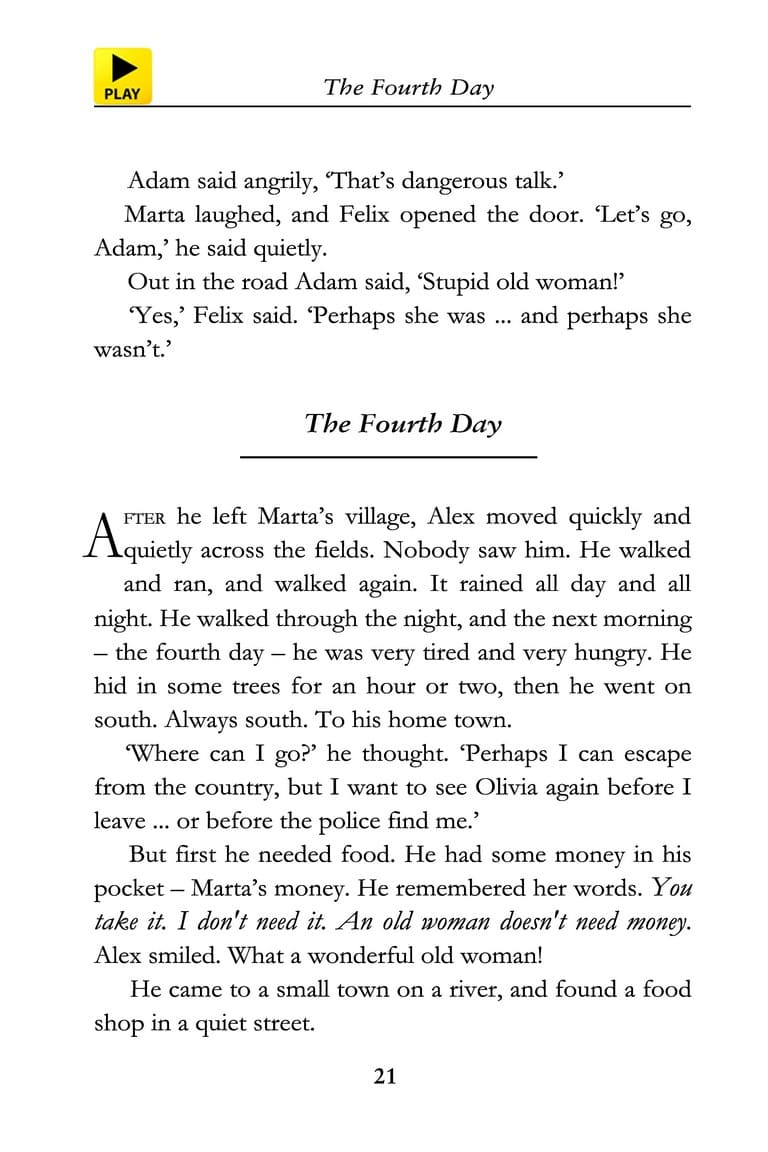 PLAY
The Fourth Day
Adam said angrily, ‘That’s dangerous talk.’
Marta laughed, and Felix opened the door. ‘Let’s go,
Adam,’ he said quietly.
Out in the road Adam said, ‘Stupid old woman!’
‘Yes,’ Felix said. ‘Perhaps she was ... and perhaps she
wasn’t.’
The Fourth Day
AFTER he left Marta’s village, Alex moved quickly and
quietly across the fields. Nobody saw him. He walked
and ran, and walked again. It rained all day and all
night. He walked through the night, and the next morning
– the fourth day – he was very tired and very hungry. He
hid in some trees for an hour or two, then he went on
south. Always south. To his home town.
‘Where can I go?’ he thought. ‘Perhaps I can escape
from the country, but I want to see Olivia again before I
leave ... or before the police find me.’
But first he needed food. He had some money in his
pocket – Marta’s money. He remembered her words. You
take it. I don't need it. An old woman doesn't need money.
Alex smiled. What a wonderful old woman!
He came to a small town on a river, and found a food
shop in a quiet street.
21